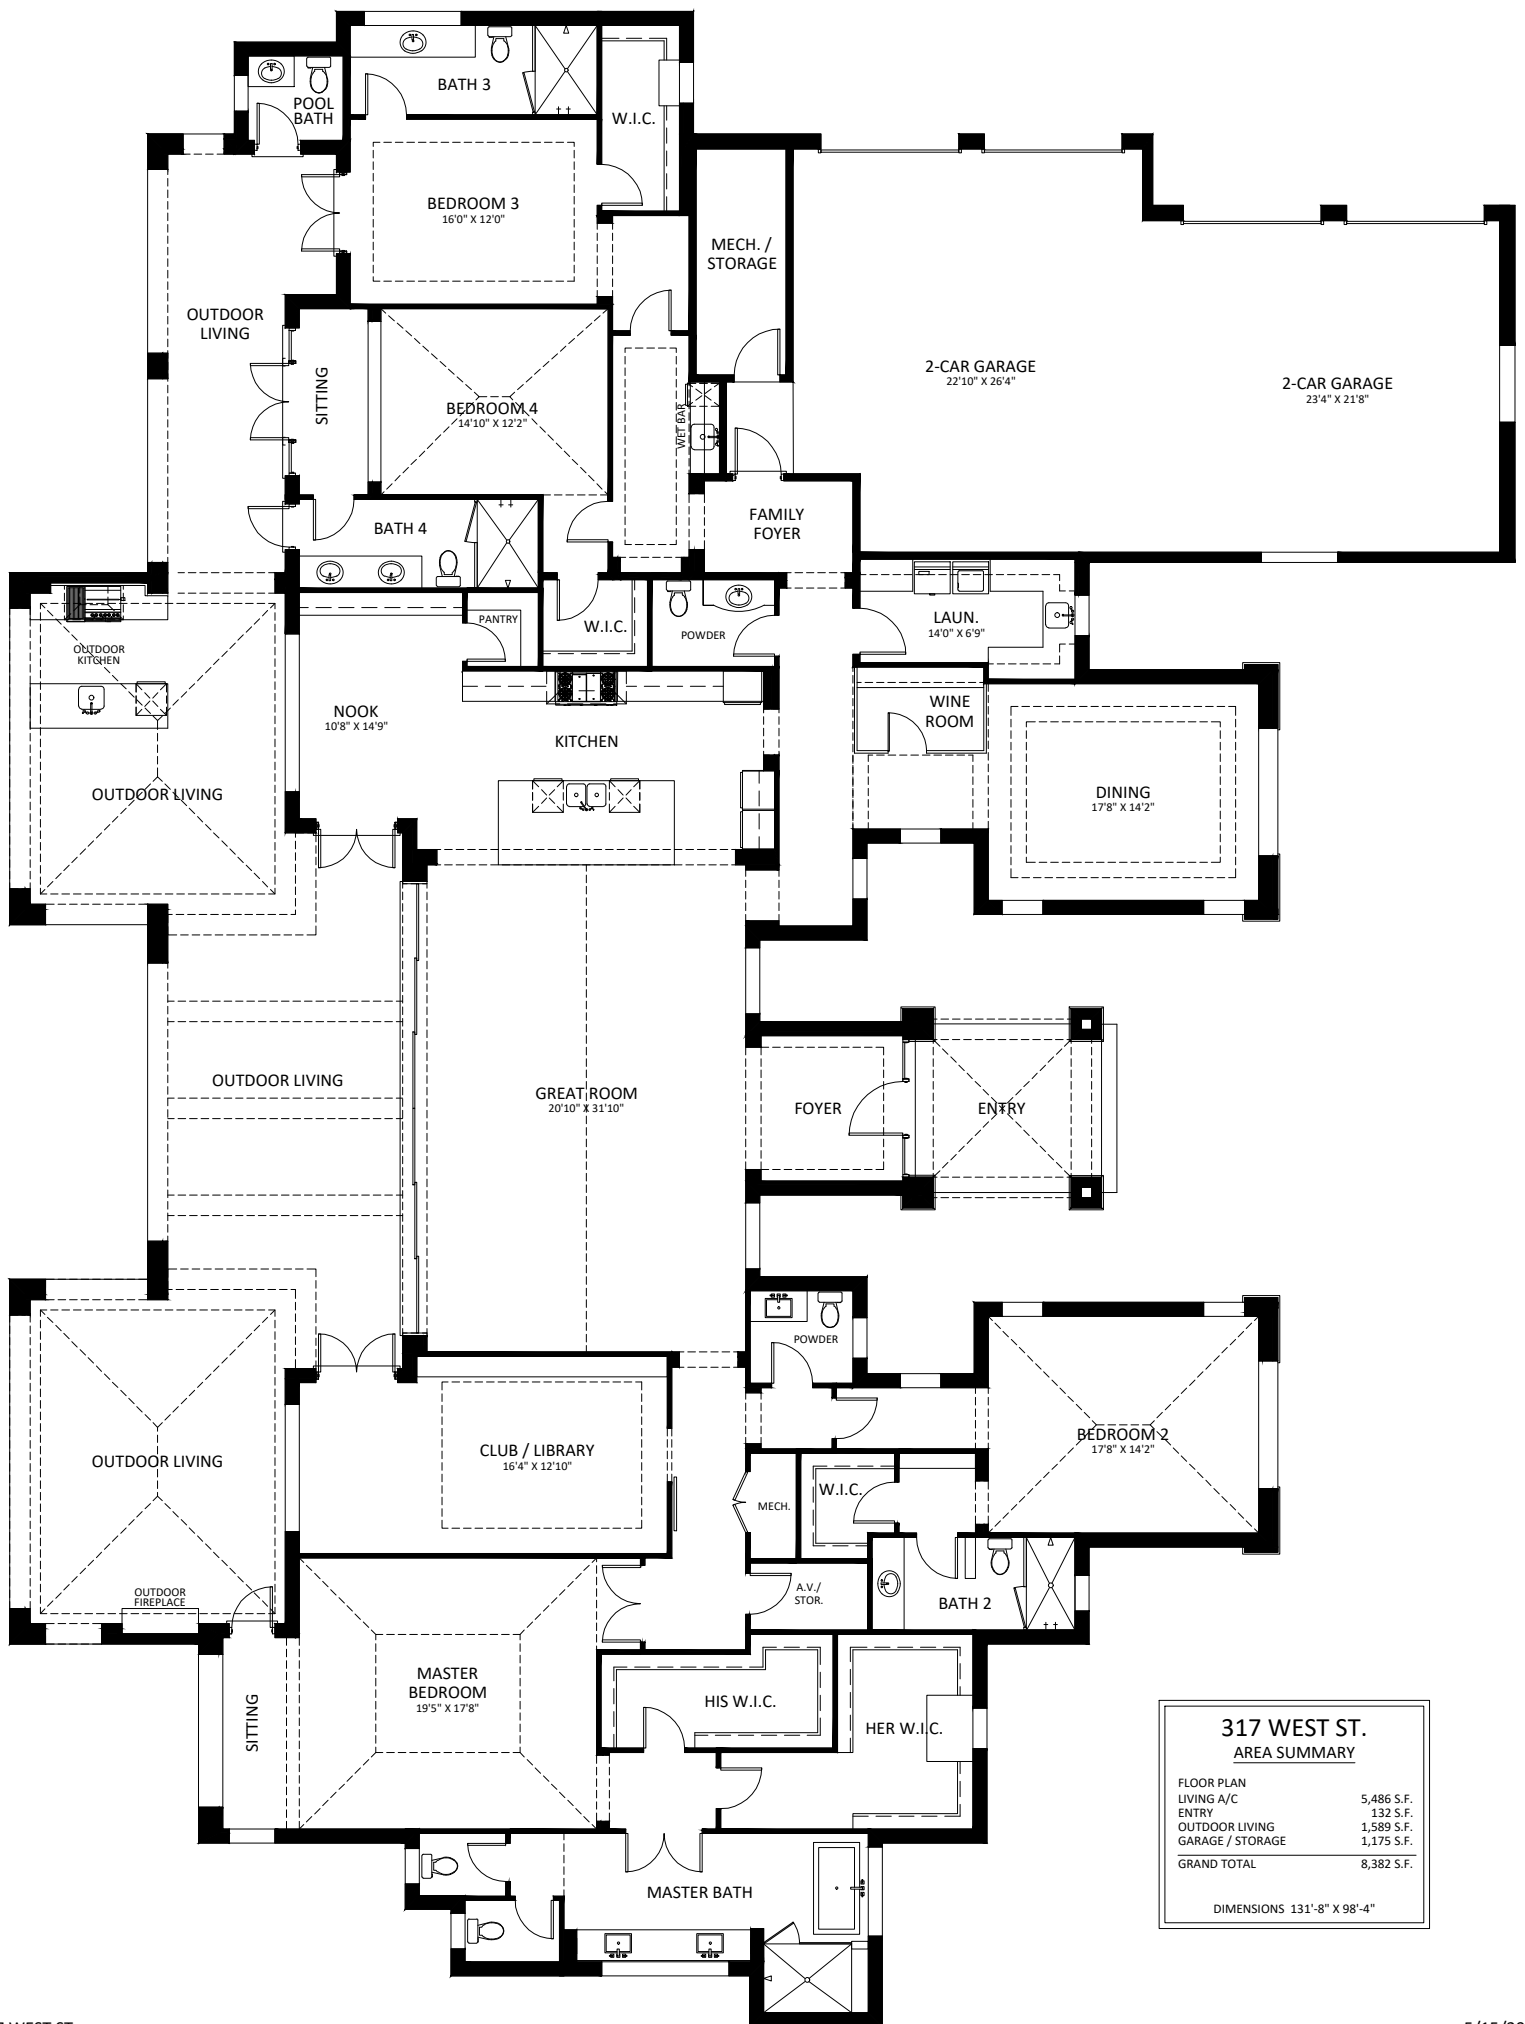 BATH 3
POOL
BATH
W.I.C.
BEDROOM 3
16'0" X 12'0"
MECH. /
STORAGE
OUTDOOR
LIVING
2-CAR GARAGE
22'10" X 26'4"
2-CAR GARAGE
23'4" X 21'8"
SITTING
BEDROOM 4
14'10" X 12'2"
WET BAR
FAMILY
FOYER
BATH 4
LAUN.
14'0" X 6'9"
PANTRY
W.I.C.
POWDER
OUTDOOR
KITCHEN
NOOK
10'8" X 14'9"
WINE
ROOM
KITCHEN
OUTDOOR LIVING
DINING
17'8" X 14'2"
OUTDOOR LIVING
GREAT ROOM
20'10" X 31'10"
FOYER
ENTRY
POWDER
OUTDOOR LIVING
CLUB / LIBRARY
16'4" X 12'10"
BEDROOM 2
17'8" X 14'2"
W.I.C.
MECH.
OUTDOOR
FIREPLACE
A.V./
STOR.
BATH 2
MASTER
BEDROOM
19'5" X 17'8"
SITTING
HIS W.I.C.
HER W.I.C.
MASTER BATH
317 WEST ST.
AREA SUMMARY
FLOOR PLAN
LIVING A/C 5,486 S.F.
ENTRY 132 S.F.
OUTDOOR LIVING 1,589 S.F.
GARAGE / STORAGE 1,175 S.F.
GRAND TOTAL 8,382 S.F.
DIMENSIONS 131'-8" X 98'-4"